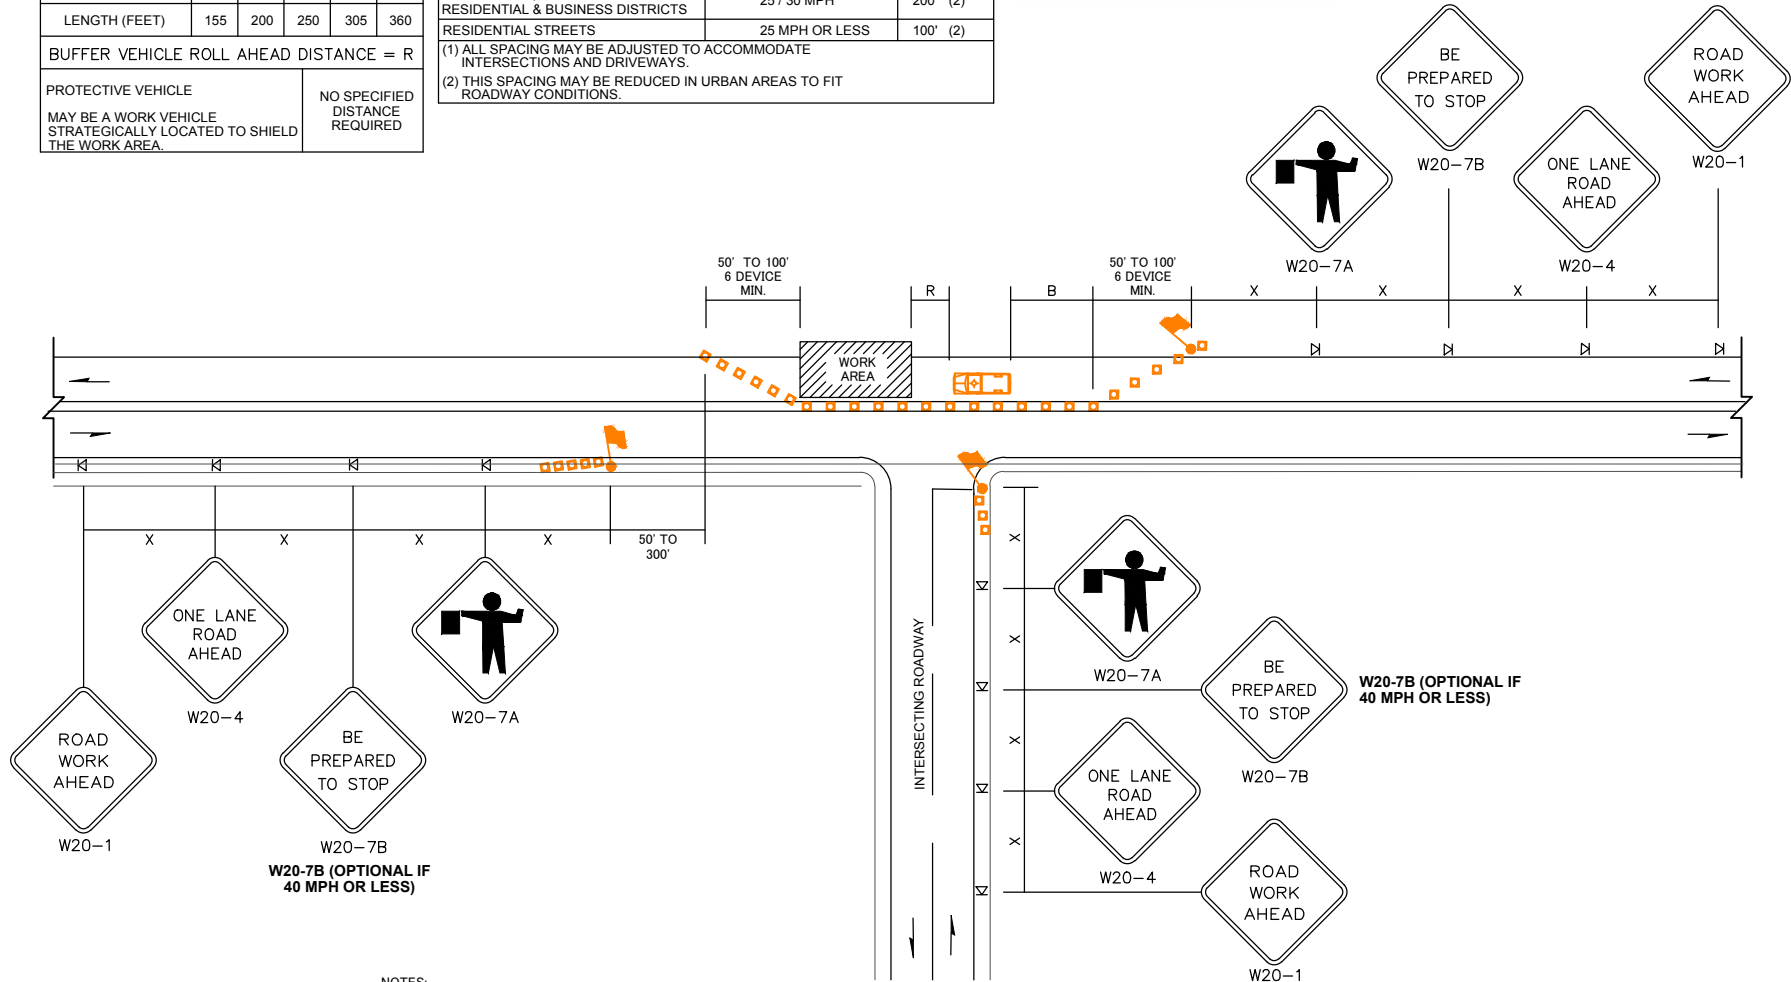 LENGTH (FEET) 155 200 250 305 360
BUFFER VEHICLE ROLL AHEAD DISTANCE = R
PROTECTIVE VEHICLE
MAY BE A WORK VEHICLE
STRATEGICALLY LOCATED TO SHIELD
THE WORK AREA.
NO SPECIFIED
DISTANCE
REQUIRED
RESIDENTIAL & BUSINESS DISTRICTS 25 / 30 MPH 200' (2)
RESIDENTIAL STREETS 25 MPH OR LESS 100' (2)
(1) ALL SPACING MAY BE ADJUSTED TO ACCOMMODATE
INTERSECTIONS AND DRIVEWAYS.
(2) THIS SPACING MAY BE REDUCED IN URBAN AREAS TO FIT
ROADWAY CONDITIONS.
BE
PREPARED
TO STOP
W20-7B
ROAD
WORK
AHEAD
W20-1
W20-7A
ONE LANE
ROAD
AHEAD
W20-4
50' TO 100'
6 DEVICE
MIN.
R
B
50' TO 100'
6 DEVICE
MIN.
X
X
X
X
WORK
AREA
X
X
X
X
50' TO
300'
ONE LANE
ROAD
AHEAD
W20-4
W20-7A
ROAD
WORK
AHEAD
W20-1
BE
PREPARED
TO STOP
W20-7B
W20-7B (OPTIONAL IF
40 MPH OR LESS)
INTERSECTING ROADWAY
X
X
X
X
W20-7A
BE
PREPARED
TO STOP
W20-7B
W20-7B (OPTIONAL IF
40 MPH OR LESS)
ONE LANE
ROAD
AHEAD
W20-4
ROAD
WORK
AHEAD
W20-1
NOTES: